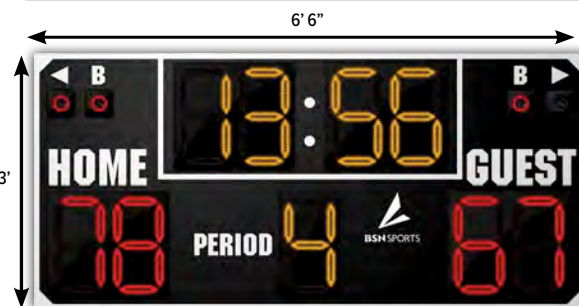 6' 6"
3'
◄ B
13:56
B ►
HOME
GUEST
78
PERIOD 4
BSN SPORTS
67